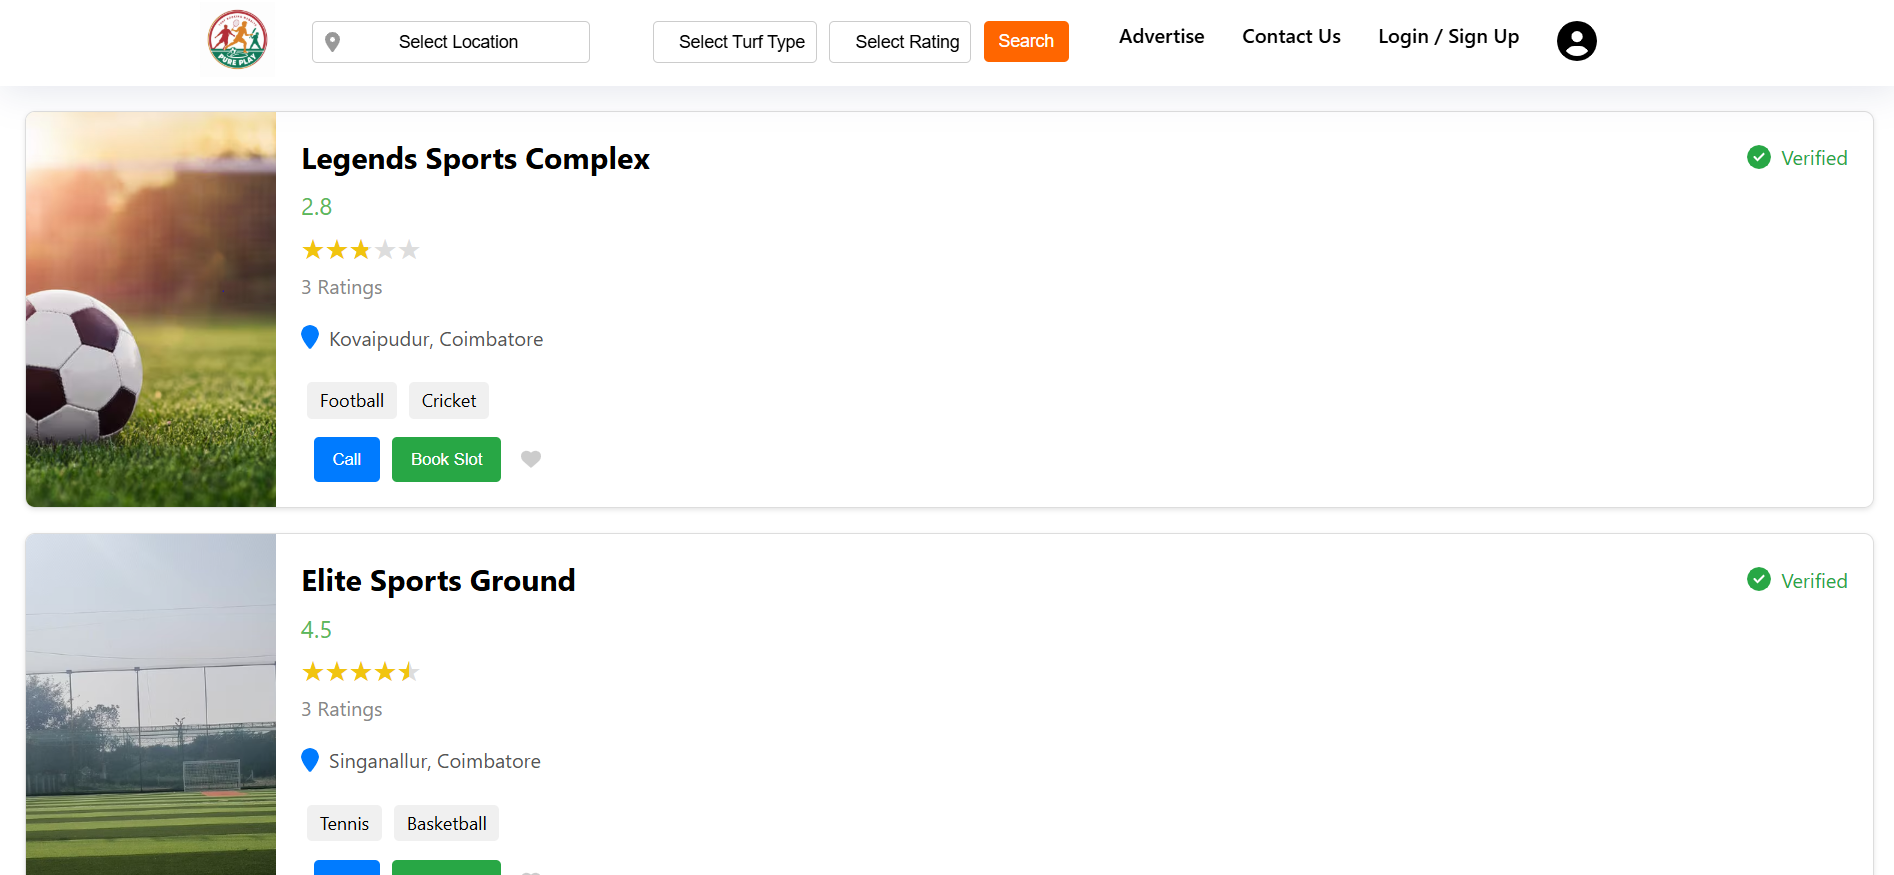 PURE PLAY
Select Location
Select Turf Type
Select Rating
Search
Advertise
Contact Us
Login / Sign Up
Legends Sports Complex
Verified
2.8
3 Ratings
Kovaipudur, Coimbatore
Football Cricket
Call Book Slot
Elite Sports Ground
Verified
4.5
3 Ratings
Singanallur, Coimbatore
Tennis Basketball